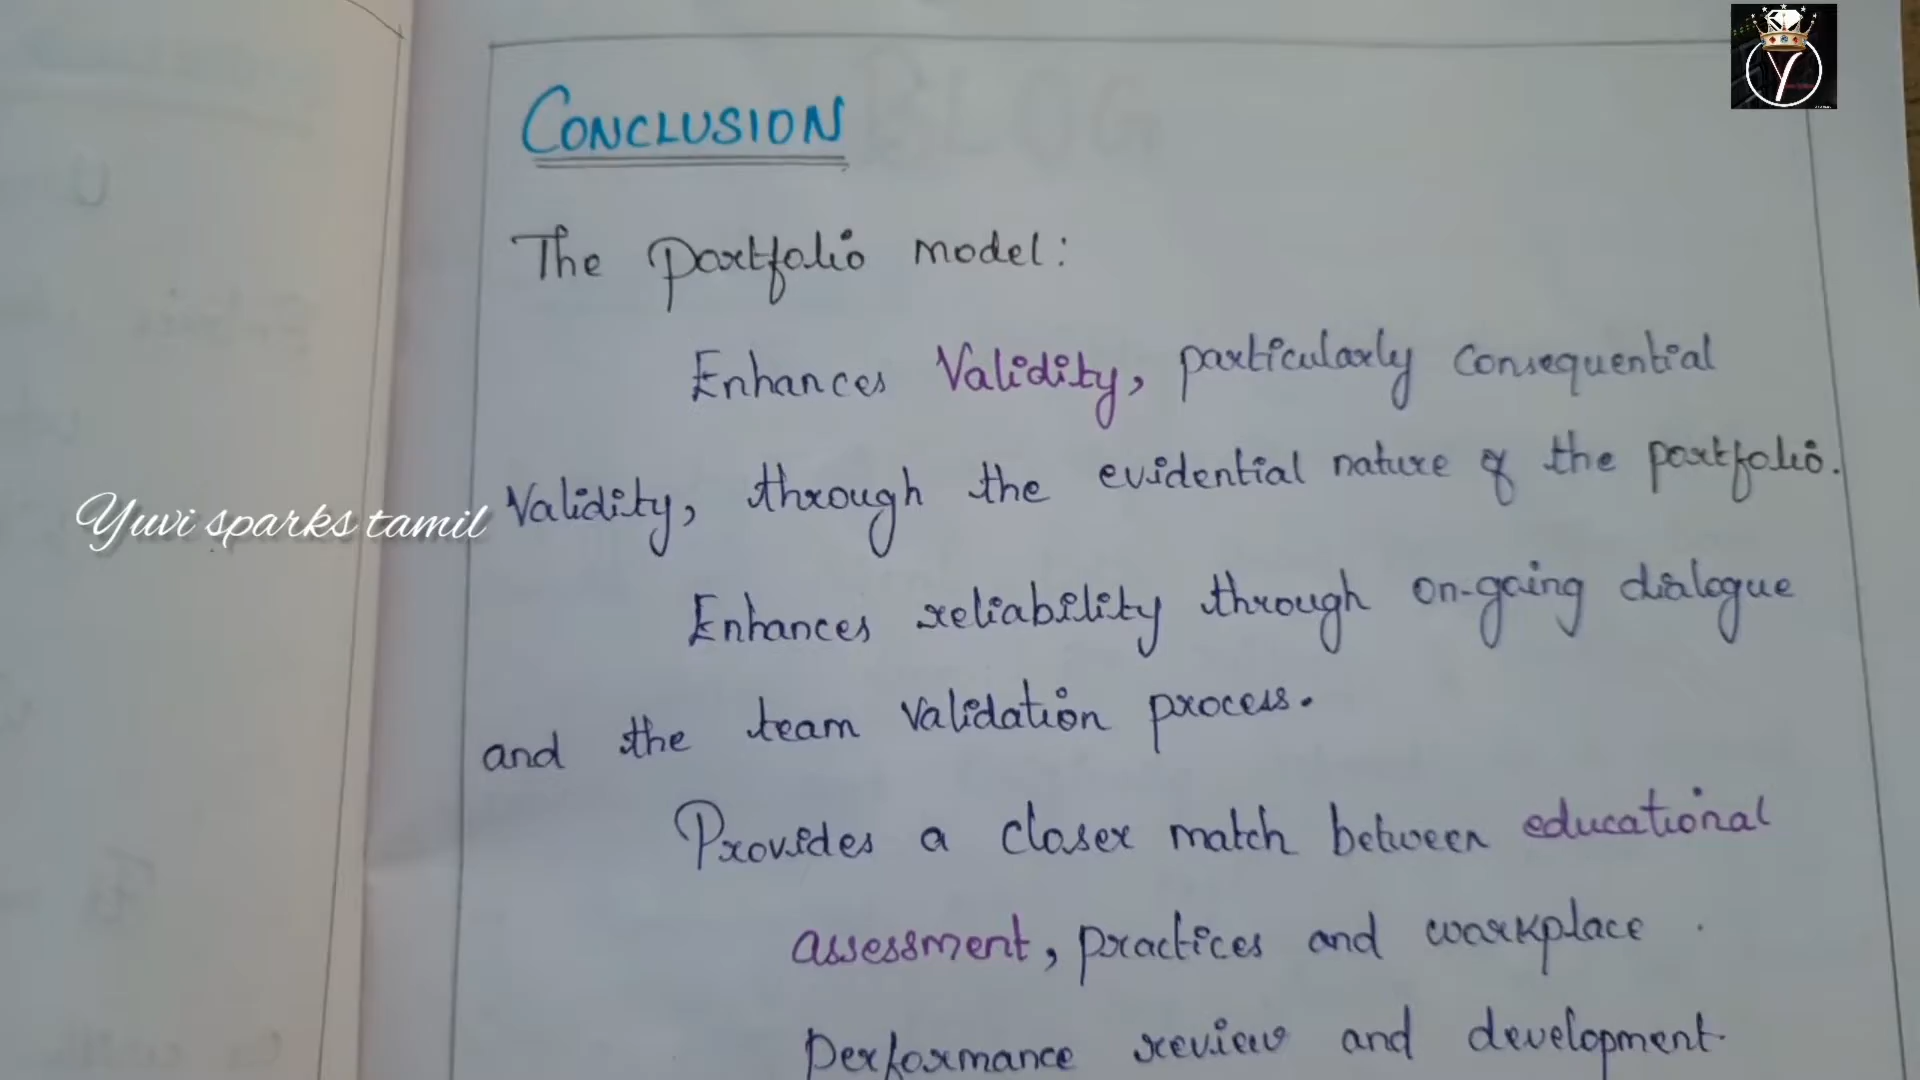 CONCLUSION
The portfolio model:
Enhances Validity, particularly Consequential
Validity, through the evidential nature of the portfolio.
Yuvi sparks tamil
Enhances reliability through on-going dialogue
and the team Validation process.
Provides a closer match between educational
assessment, practices and workplace
Performance review and development.
Y